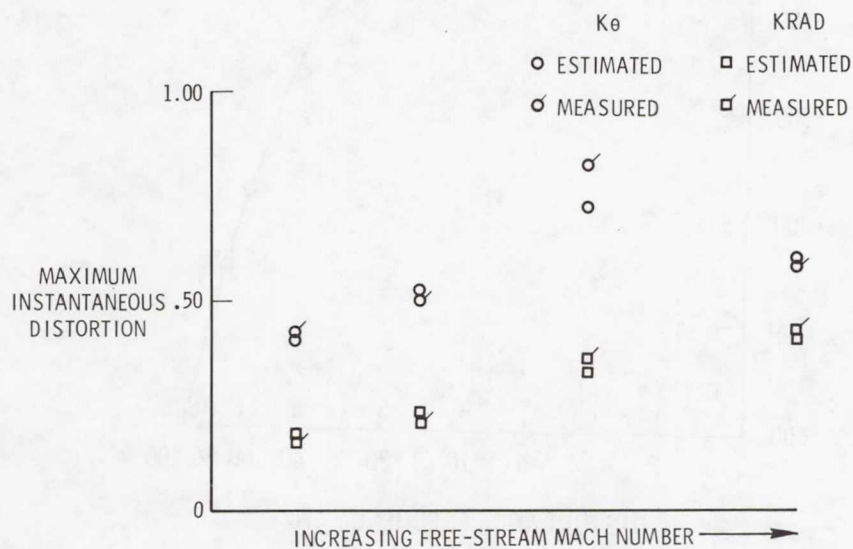 Kθ KRAD
ESTIMATED ESTIMATED
MEASURED MEASURED
1.00
MAXIMUM
INSTANTANEOUS .50
DISTORTION
0
INCREASING FREE-STREAM MACH NUMBER